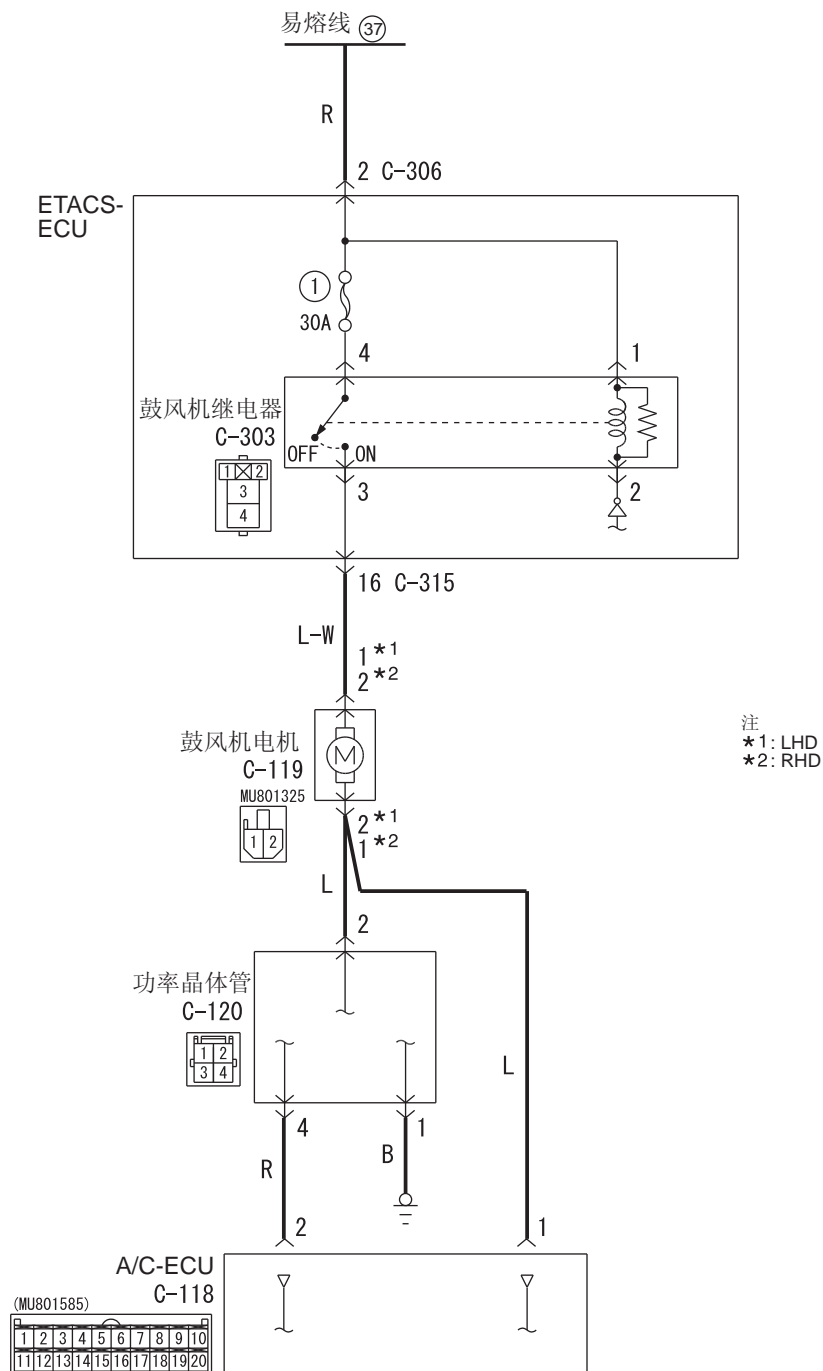 易熔线 37
R
2 C-306
ETACS-
ECU
1
30A
4
1
鼓风机继电器
C-303
OFF
ON
1 2
3
4
3
2
16 C-315
L-W
1 *1
2 *2
鼓风机电机
C-119
M
MU801325
1 2
注
*1: LHD
*2: RHD
2 *1
1 *2
L
2
功率晶体管
C-120
1 2
3 4
L
4
1
R
B
2
1
A/C-ECU
C-118
(MU801585)
1 2 3 4 5 6 7 8 9 10
11 12 13 14 15 16 17 18 19 20